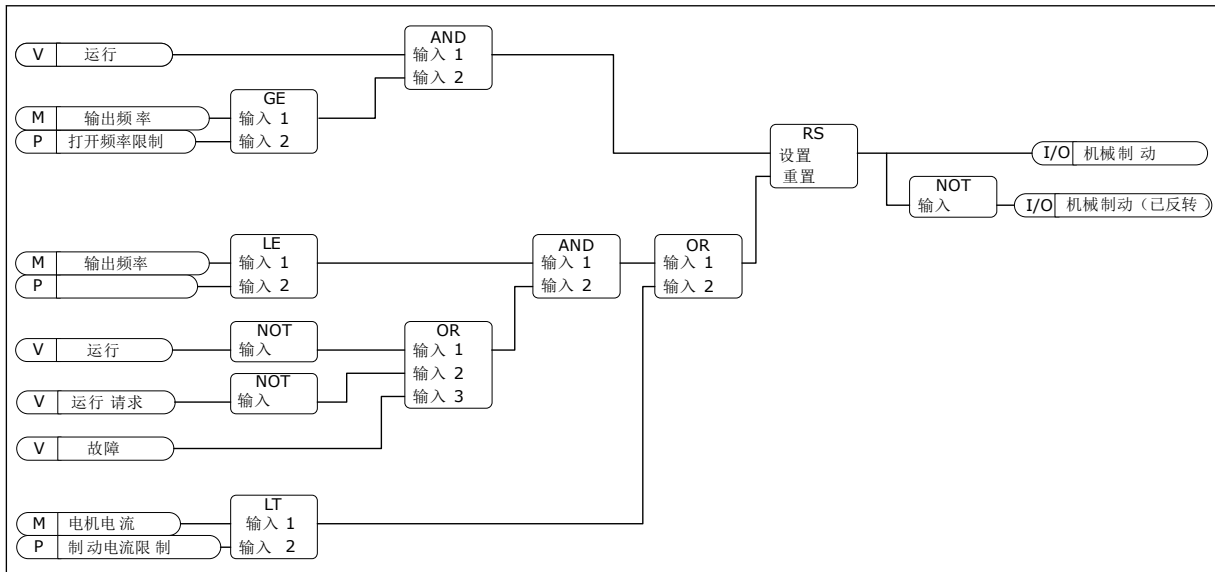 AND
V 运行 输入 1
输入 2
GE
M 输出频率 输入 1
P 打开频率限制 输入 2
RS
设置
重置
I/O 机械制动
NOT
输入
I/O 机械制动（已反转）
LE
M 输出频率 输入 1
P 输入 2
AND
输入 1
输入 2
OR
输入 1
输入 2
NOT
V 运行 输入
OR
输入 1
输入 2
输入 3
NOT
V 运行请求 输入
V 故障
LT
M 电机电流 输入 1
P 制动电流限制 输入 2